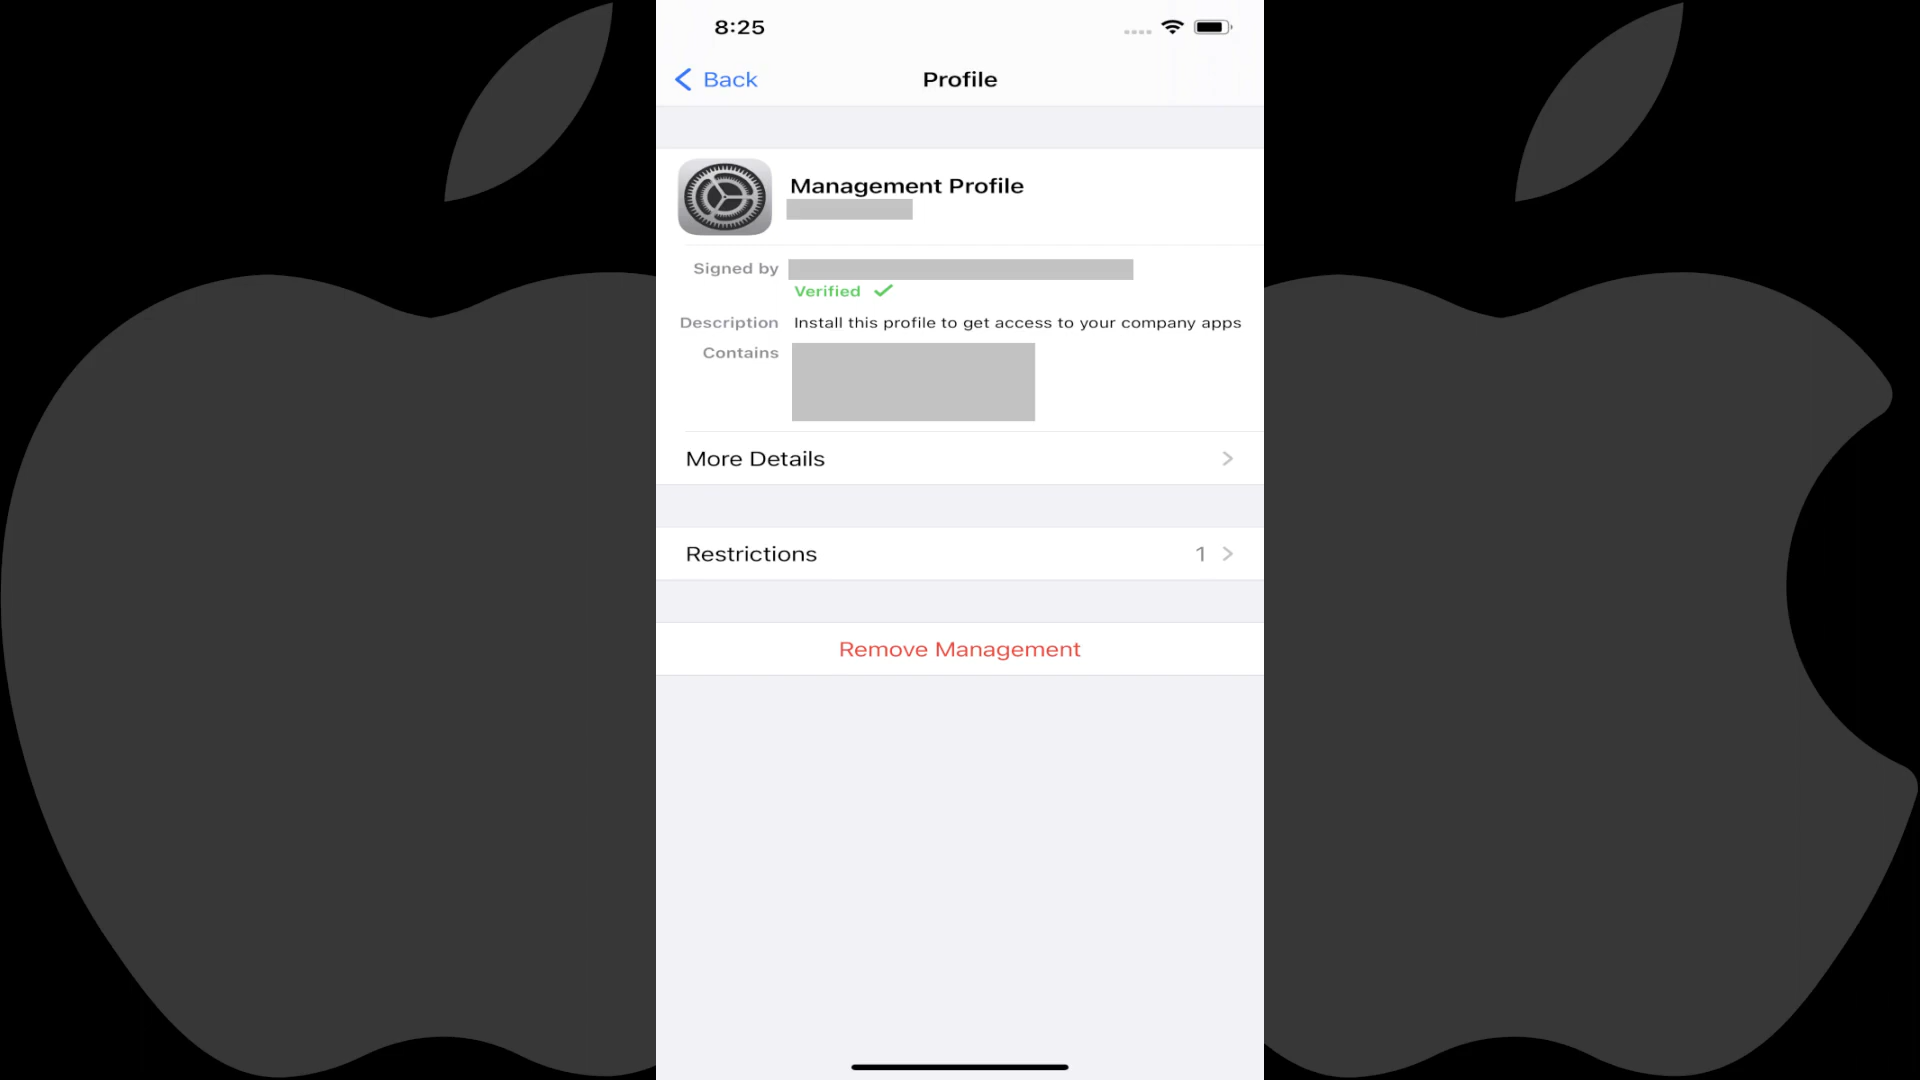 8:25
Back
Profile
Management Profile
Signed by
Verified
Description Install this profile to get access to your company apps
Contains
More Details
Restrictions 1
Remove Management